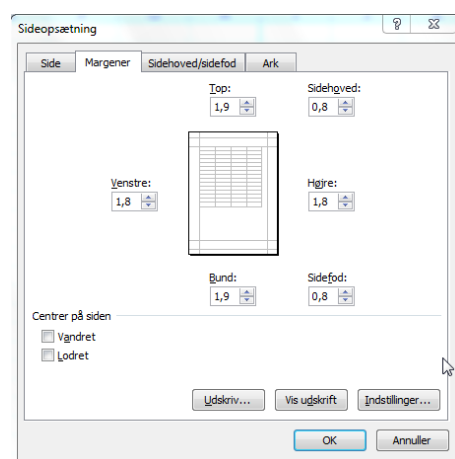 Sideopsætning
Side Margener Sidehoved/sidefod Ark
Top: Sidehoved:
1,9 0,8
Venstre: Højre:
1,8 1,8
Bund: Sidefod:
1,9 0,8
Centrer på siden
Vandret
Lodret
Udskriv... Vis udskrift Indstillinger...
OK Annuller